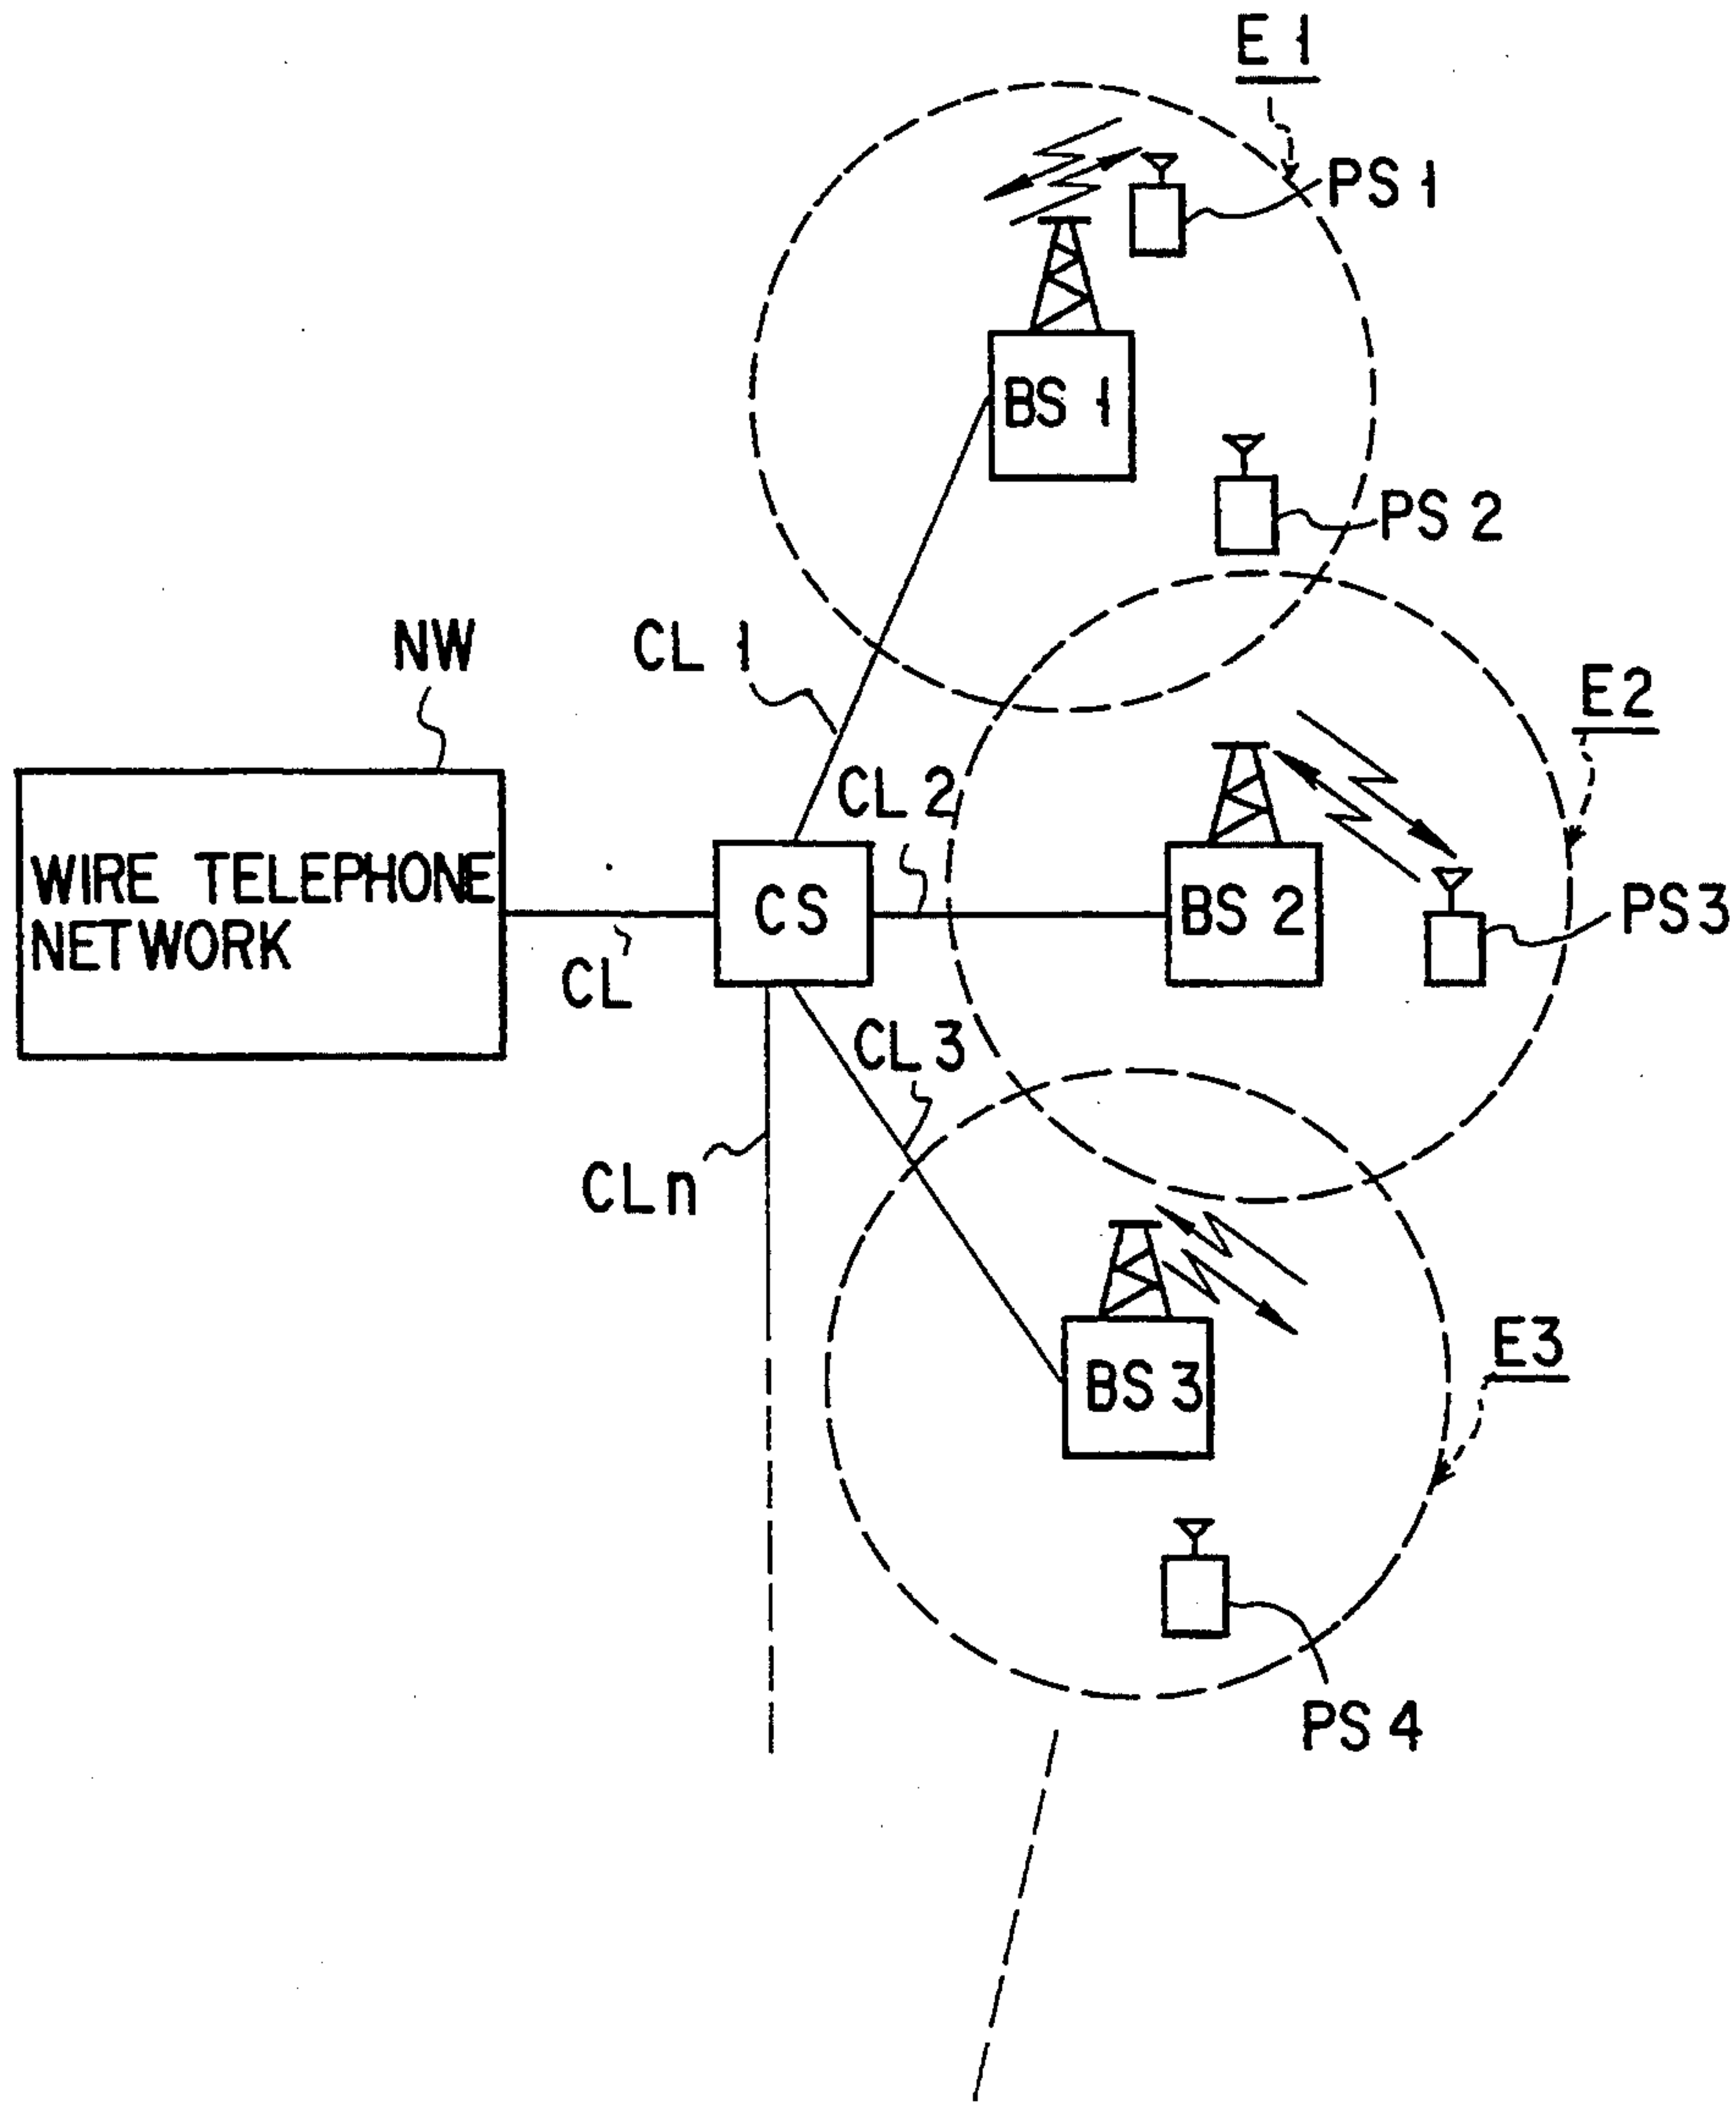 E1
PS1
BS1
PS2
NW
CL1
E2
CL2
WIRE TELEPHONE
NETWORK
CS
BS2
PS3
CL
CL3
CLn
E3
BS3
PS4